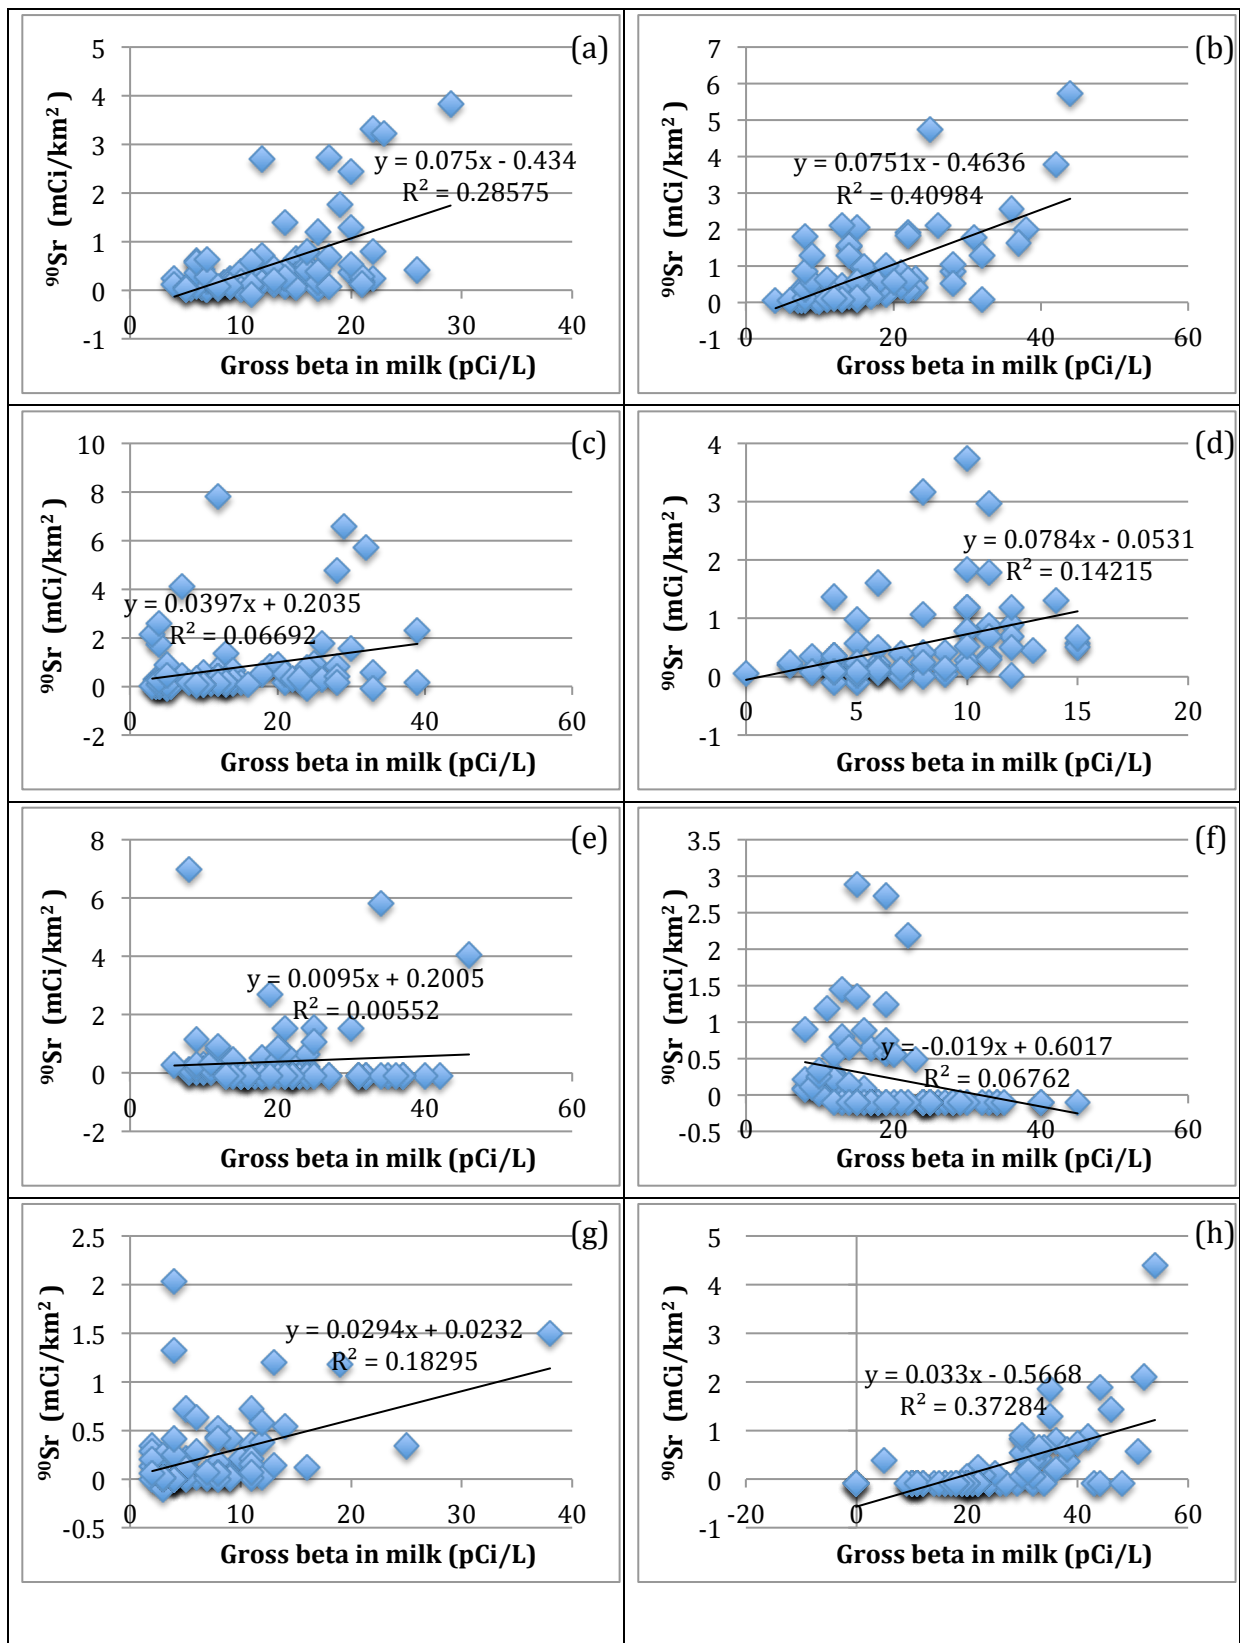 (a)
5
4
3
2
1
0
-1
⁹⁰Sr (mCi/km²)
y = 0.075x - 0.434
R² = 0.28575
0 10 20 30 40
Gross beta in milk (pCi/L)
(b)
7
6
5
4
3
2
1
0
-1
⁹⁰Sr (mCi/km²)
y = 0.0751x - 0.4636
R² = 0.40984
0 20 40 60
Gross beta in milk (pCi/L)
(c)
10
8
6
4
2
0
-2
⁹⁰Sr (mCi/km²)
y = 0.0397x + 0.2035
R² = 0.06692
0 20 40 60
Gross beta in milk (pCi/L)
(d)
4
3
2
1
0
-1
⁹⁰Sr (mCi/km²)
y = 0.0784x - 0.0531
R² = 0.14215
0 5 10 15 20
Gross beta in milk (pCi/L)
(e)
8
6
4
2
0
-2
⁹⁰Sr (mCi/km²)
y = 0.0095x + 0.2005
R² = 0.00552
0 20 40 60
Gross beta in milk (pCi/L)
(f)
3.5
3
2.5
2
1.5
1
0.5
0
-0.5
⁹⁰Sr (mCi/km²)
y = -0.019x + 0.6017
R² = 0.06762
0 20 40 60
Gross beta in milk (pCi/L)
(g)
2.5
2
1.5
1
0.5
0
-0.5
⁹⁰Sr (mCi/km²)
y = 0.0294x + 0.0232
R² = 0.18295
0 10 20 30 40
Gross beta in milk (pCi/L)
(h)
5
4
3
2
1
0
-1
⁹⁰Sr (mCi/km²)
y = 0.033x - 0.5668
R² = 0.37284
-20 0 20 40 60
Gross beta in milk (pCi/L)